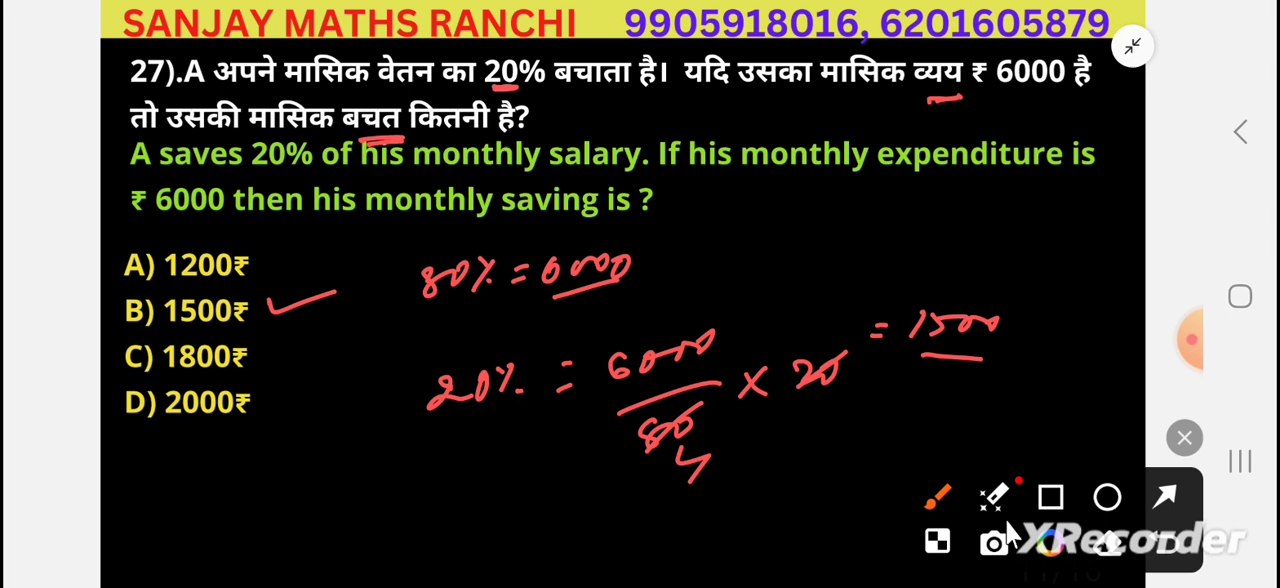 SANJAY MATHS RANCHI 9905918016, 6201605879
27).A अपने मासिक वेतन का 20% बचाता है। यदि उसका मासिक व्यय ₹ 6000 है
तो उसकी मासिक बचत कितनी है?
A saves 20% of his monthly salary. If his monthly expenditure is
₹ 6000 then his monthly saving is ?
A) 1200₹
80% = 6000
B) 1500₹
C) 1800₹
D) 2000₹
20% = 6000/80 × 20 = 1500
4
XRecorder